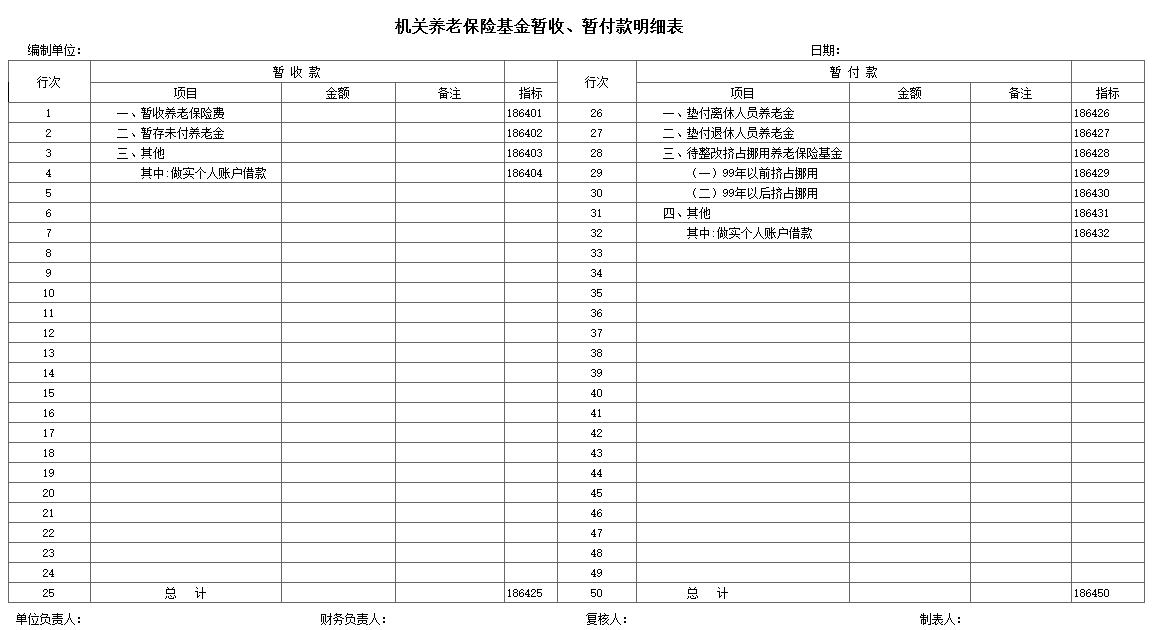 机关养老保险基金暂收、暂付款明细表
编制单位： 日期：
行次 暂 收 款 行次 暂 付 款
项目 金额 备注 指标 项目 金额 备注 指标
1 一、暂收养老保险费 186401 26 一、垫付离休人员养老金 186426
2 二、暂存未付养老金 186402 27 二、垫付退休人员养老金 186427
3 三、其他 186403 28 三、待整改挤占挪用养老保险基金 186428
4 其中:做实个人账户借款 186404 29 （一）99年以前挤占挪用 186429
5 30 （二）99年以后挤占挪用 186430
6 31 四、其他 186431
7 32 其中:做实个人账户借款 186432
8 33
9 34
10 35
11 36
12 37
13 38
14 39
15 40
16 41
17 42
18 43
19 44
20 45
21 46
22 47
23 48
24 49
25 总 计 186425 50 总 计 186450
单位负责人： 财务负责人： 复核人： 制表人：